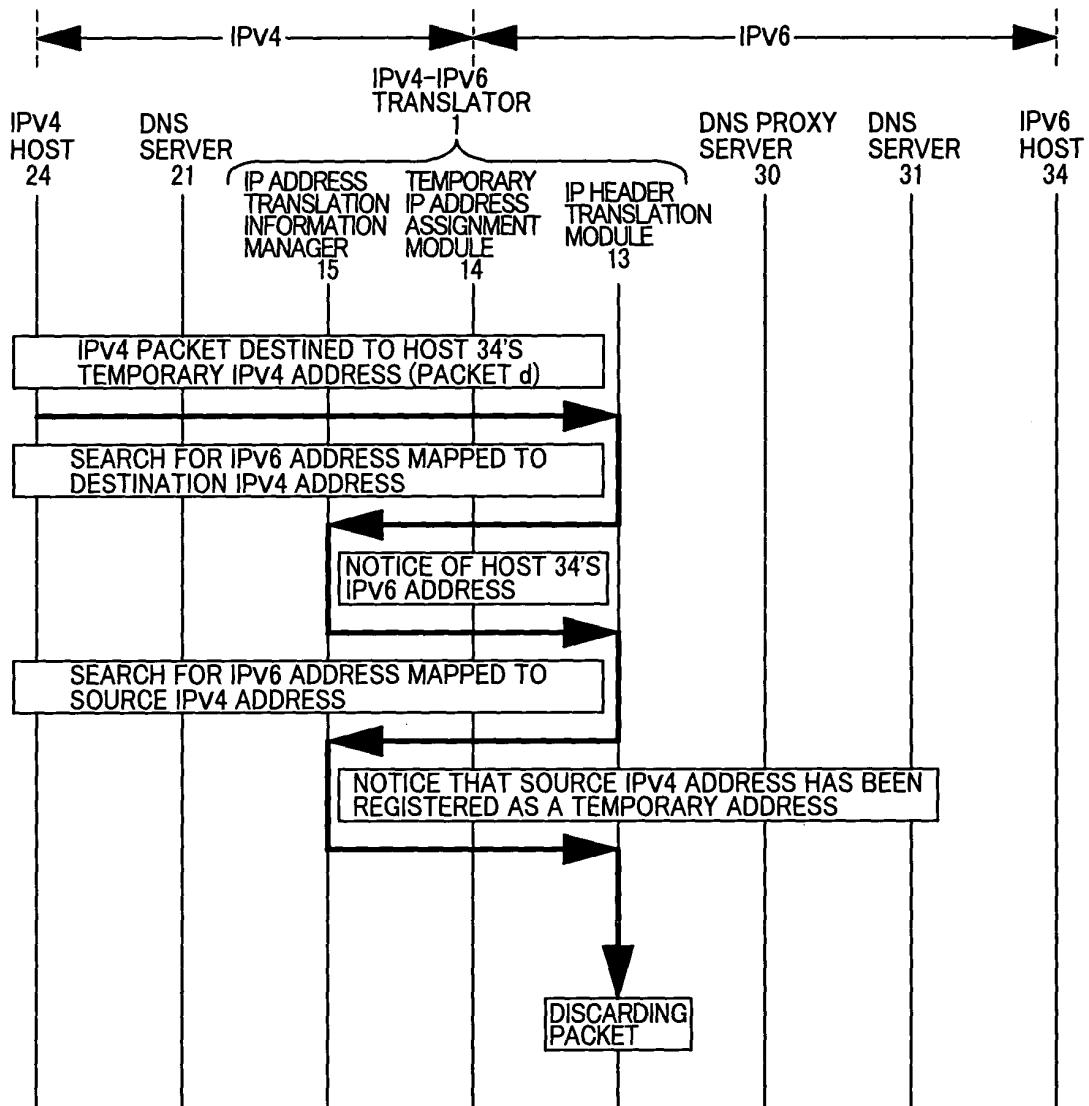 IPV4
IPV6
IPV4-IPV6
TRANSLATOR
1
IPV4
HOST
24
DNS
SERVER
21
IP ADDRESS
TRANSLATION
INFORMATION
MANAGER
15
TEMPORARY
IP ADDRESS
ASSIGNMENT
MODULE
14
IP HEADER
TRANSLATION
MODULE
13
DNS PROXY
SERVER
30
DNS
SERVER
31
IPV6
HOST
34
IPV4 PACKET DESTINED TO HOST 34'S
TEMPORARY IPV4 ADDRESS (PACKET d)
SEARCH FOR IPV6 ADDRESS MAPPED TO
DESTINATION IPV4 ADDRESS
NOTICE OF HOST 34'S
IPV6 ADDRESS
SEARCH FOR IPV6 ADDRESS MAPPED TO
SOURCE IPV4 ADDRESS
NOTICE THAT SOURCE IPV4 ADDRESS HAS BEEN
REGISTERED AS A TEMPORARY ADDRESS
DISCARDING
PACKET